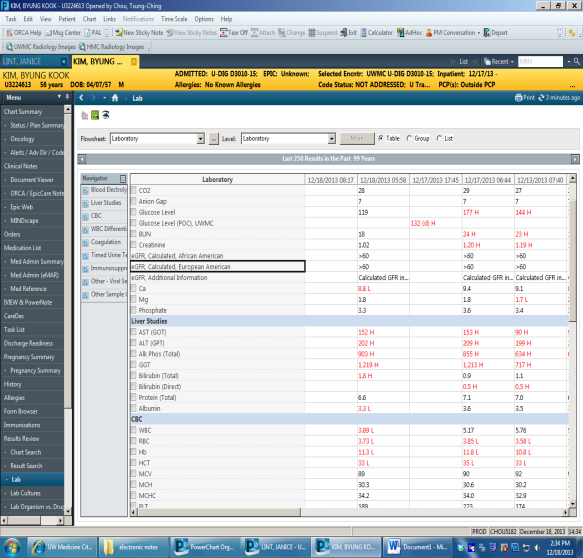 KIM, BYUNG KOOK - U3224613 Opened by Chou, Tsung-Ching
Task Edit View Patient Chart Links Notifications Time Scale Options Help
ORCA Help Msg Center PAL New Sticky Note View Sticky Notes Tear Off Attach Change Suspend Exit Calculator AdHoc PM Conversation Depart
UWMC Radiology Images HMC Radiology Images
LINT, JANICE KIM, BYUNG ... List Recent MRN
KIM, BYUNG KOOK ADMITTED: U-DIG D3010-15; EPIC: Unknown; Selected Encntr: UWMC U-DIG D3010-15; Inpatient: 12/17/13 -
U3224613 56 years DOB: 04/07/57 M Allergies: No Known Allergies Code Status: NOT ADDRESSED; U Tra... PCP(s): Outside PCP
Menu Lab Print 3 minutes ago
Chart Summary
- Status / Plan Summary
- Oncology
- Alerts / Adv Dir / Code
Clinical Notes
- Document Viewer
- ORCA / EpicCare Note
- Epic Web
- MINDscape
Orders
Medication List
- Med Admin Summary
- Med Admin (eMAR)
- Med Reference
IVIEW & PowerNote
CareDex
Task List
Discharge Readiness
Pregnancy Summary
- Pregnancy Summary
History
Allergies
Form Browser
Immunizations
Results Review
- Chart Search
- Result Search
- Lab
- Lab Cultures
- Lab Organism vs. Drug
Flowsheet: Laboratory ... Level: Laboratory More Table Group List
Last 250 Results in the Past 99 Years
Navigator
Blood Electroly
Liver Studies
CBC
WBC Differenti
Coagulation
Timed Urine Te
Immunosuppre
Other - Viral Se
Other Sample
Laboratory 12/18/2013 08:17 12/18/2013 05:58 12/17/2013 17:45 12/17/2013 06:44 12/13/2013 07:40
CO2 28 29 27
Anion Gap 7 7 7
Glucose Level 119 177 H 144 H
Glucose Level (POC), UWMC 132 (d) H
BUN 18 24 H 23 H
Creatinine 1.02 1.20 H 1.19 H
eGFR, Calculated, African American >60 >60 >60
eGFR, Calculated, European American >60 >60 >60
eGFR, Additional Information Calculated GFR in... Calculated GFR in... Calculated GFR in...
Ca 8.8 L 9.4 9.1
Mg 1.8 1.8 1.7 L
Phosphate 3.3 3.6 3.4
Liver Studies
AST (GOT) 152 H 153 H 90 H
ALT (GPT) 202 H 209 H 199 H
Alk Phos (Total) 903 H 855 H 634 H
GGT 1,219 H 1,213 H 717 H
Bilirubin (Total) 1.8 H 0.9 1.1
Bilirubin (Direct) 0.5 H 0.5 H
Protein (Total) 6.6 7.1 7.0
Albumin 3.3 L 3.6 3.5
CBC
WBC 3.89 L 5.17 5.76
RBC 3.73 L 3.85 L 3.58 L
Hb 11.3 L 11.8 L 10.8 L
HCT 33 L 35 L 33 L
MCV 89 90 92
MCH 30.3 30.6 30.2
MCHC 34.2 34.0 32.9
PLT 189 223 174
PROD CHOU5182 December 18, 2013 14:34
UW Medicine Cit... electronic notes PowerChart Org... LINT, JANICE - U... KIM, BYUNG KO... Document1 - Mi... 2:34 PM
12/18/2013